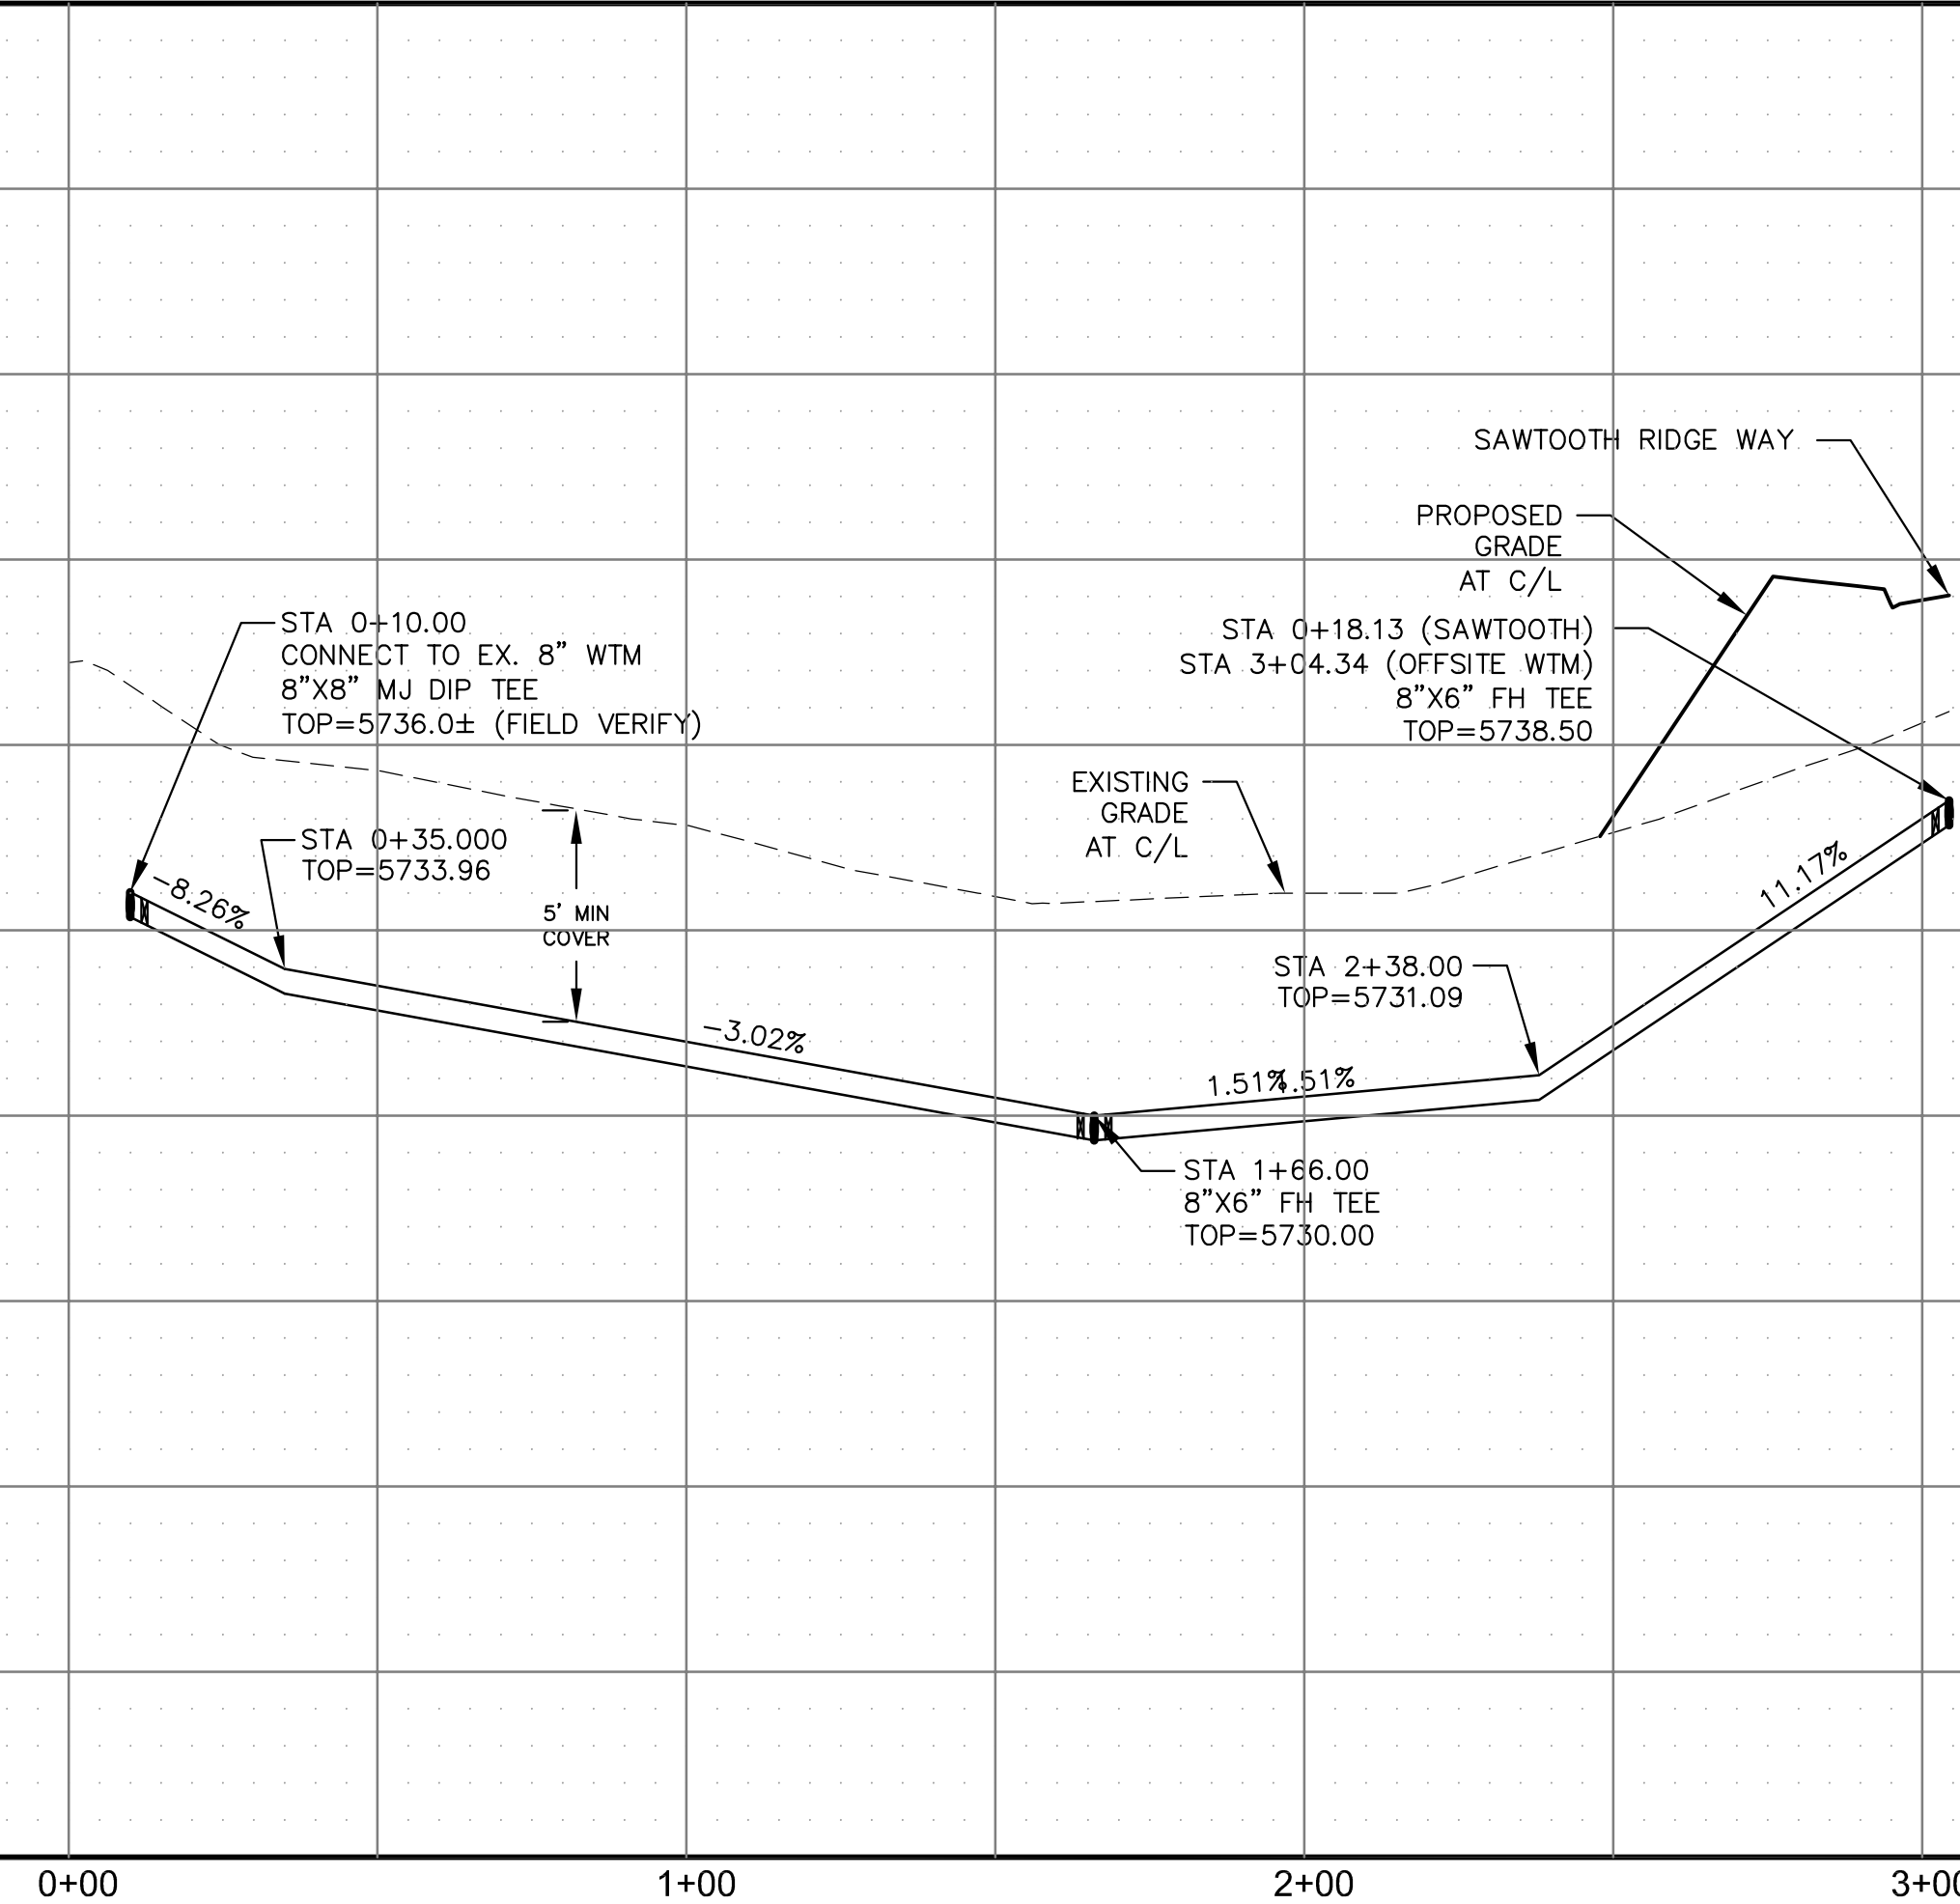 SAWTOOTH RIDGE WAY
PROPOSED
GRADE
AT C/L
STA 0+10.00
CONNECT TO EX. 8" WTM
8"X8" MJ DIP TEE
TOP=5736.0± (FIELD VERIFY)
STA 0+18.13 (SAWTOOTH)
STA 3+04.34 (OFFSITE WTM)
8"X6" FH TEE
TOP=5738.50
EXISTING
GRADE
AT C/L
STA 0+35.000
TOP=5733.96
-8.26%
5' MIN
COVER
11.17%
STA 2+38.00
TOP=5731.09
-3.02%
1.51%
1.51%
STA 1+66.00
8"X6" FH TEE
TOP=5730.00
0+00
1+00
2+00
3+00